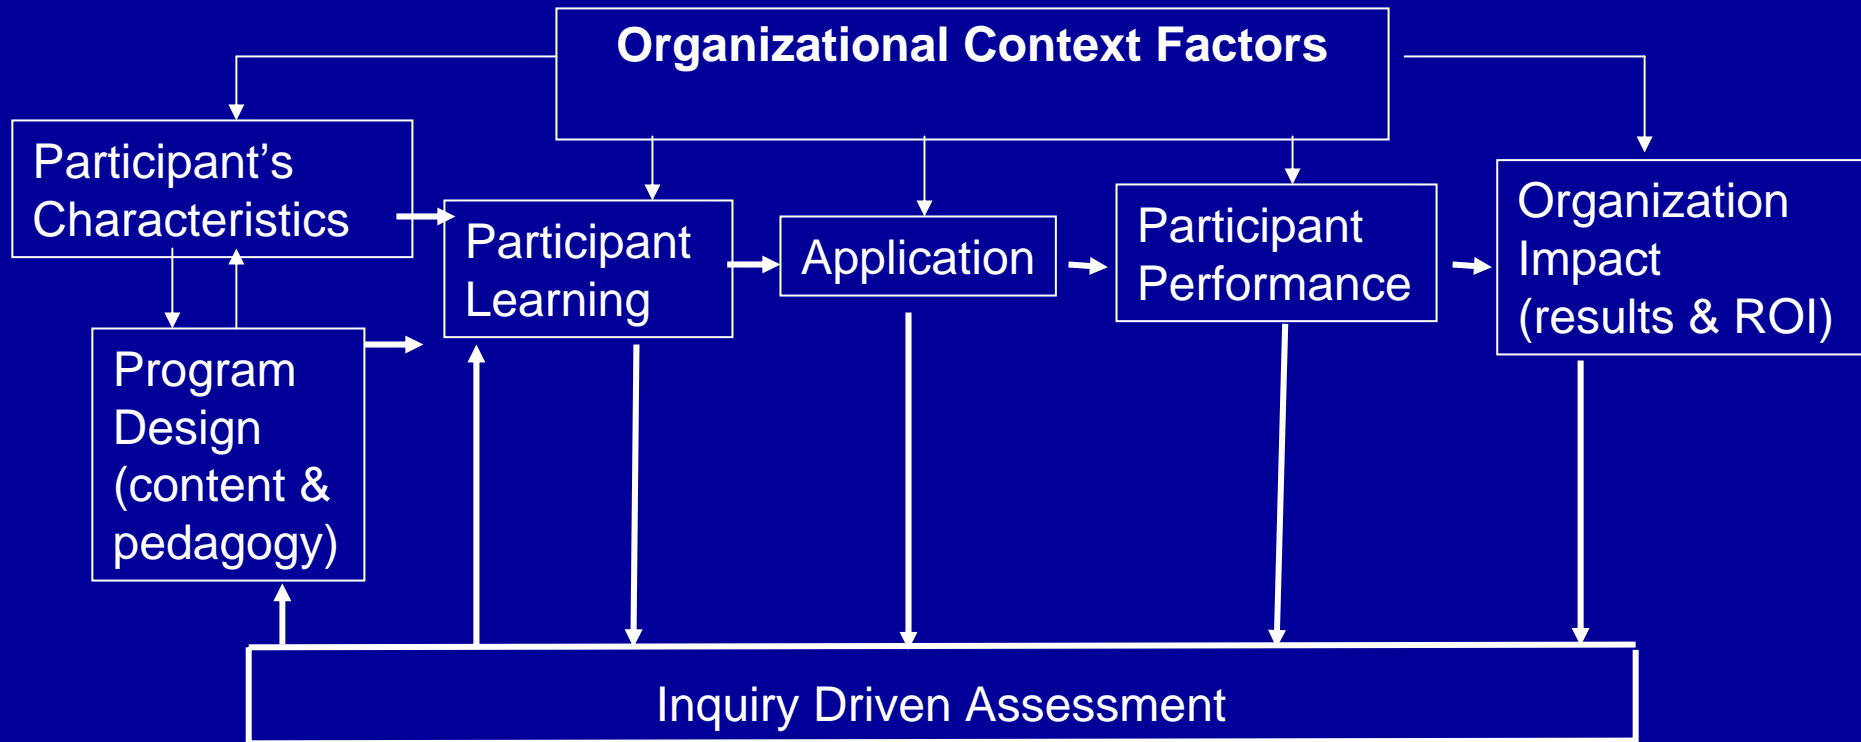 Organizational Context Factors
Participant’s
Characteristics
Participant
Learning
Application
Participant
Performance
Organization
Impact
(results & ROI)
Program
Design
(content &
pedagogy)
Inquiry Driven Assessment